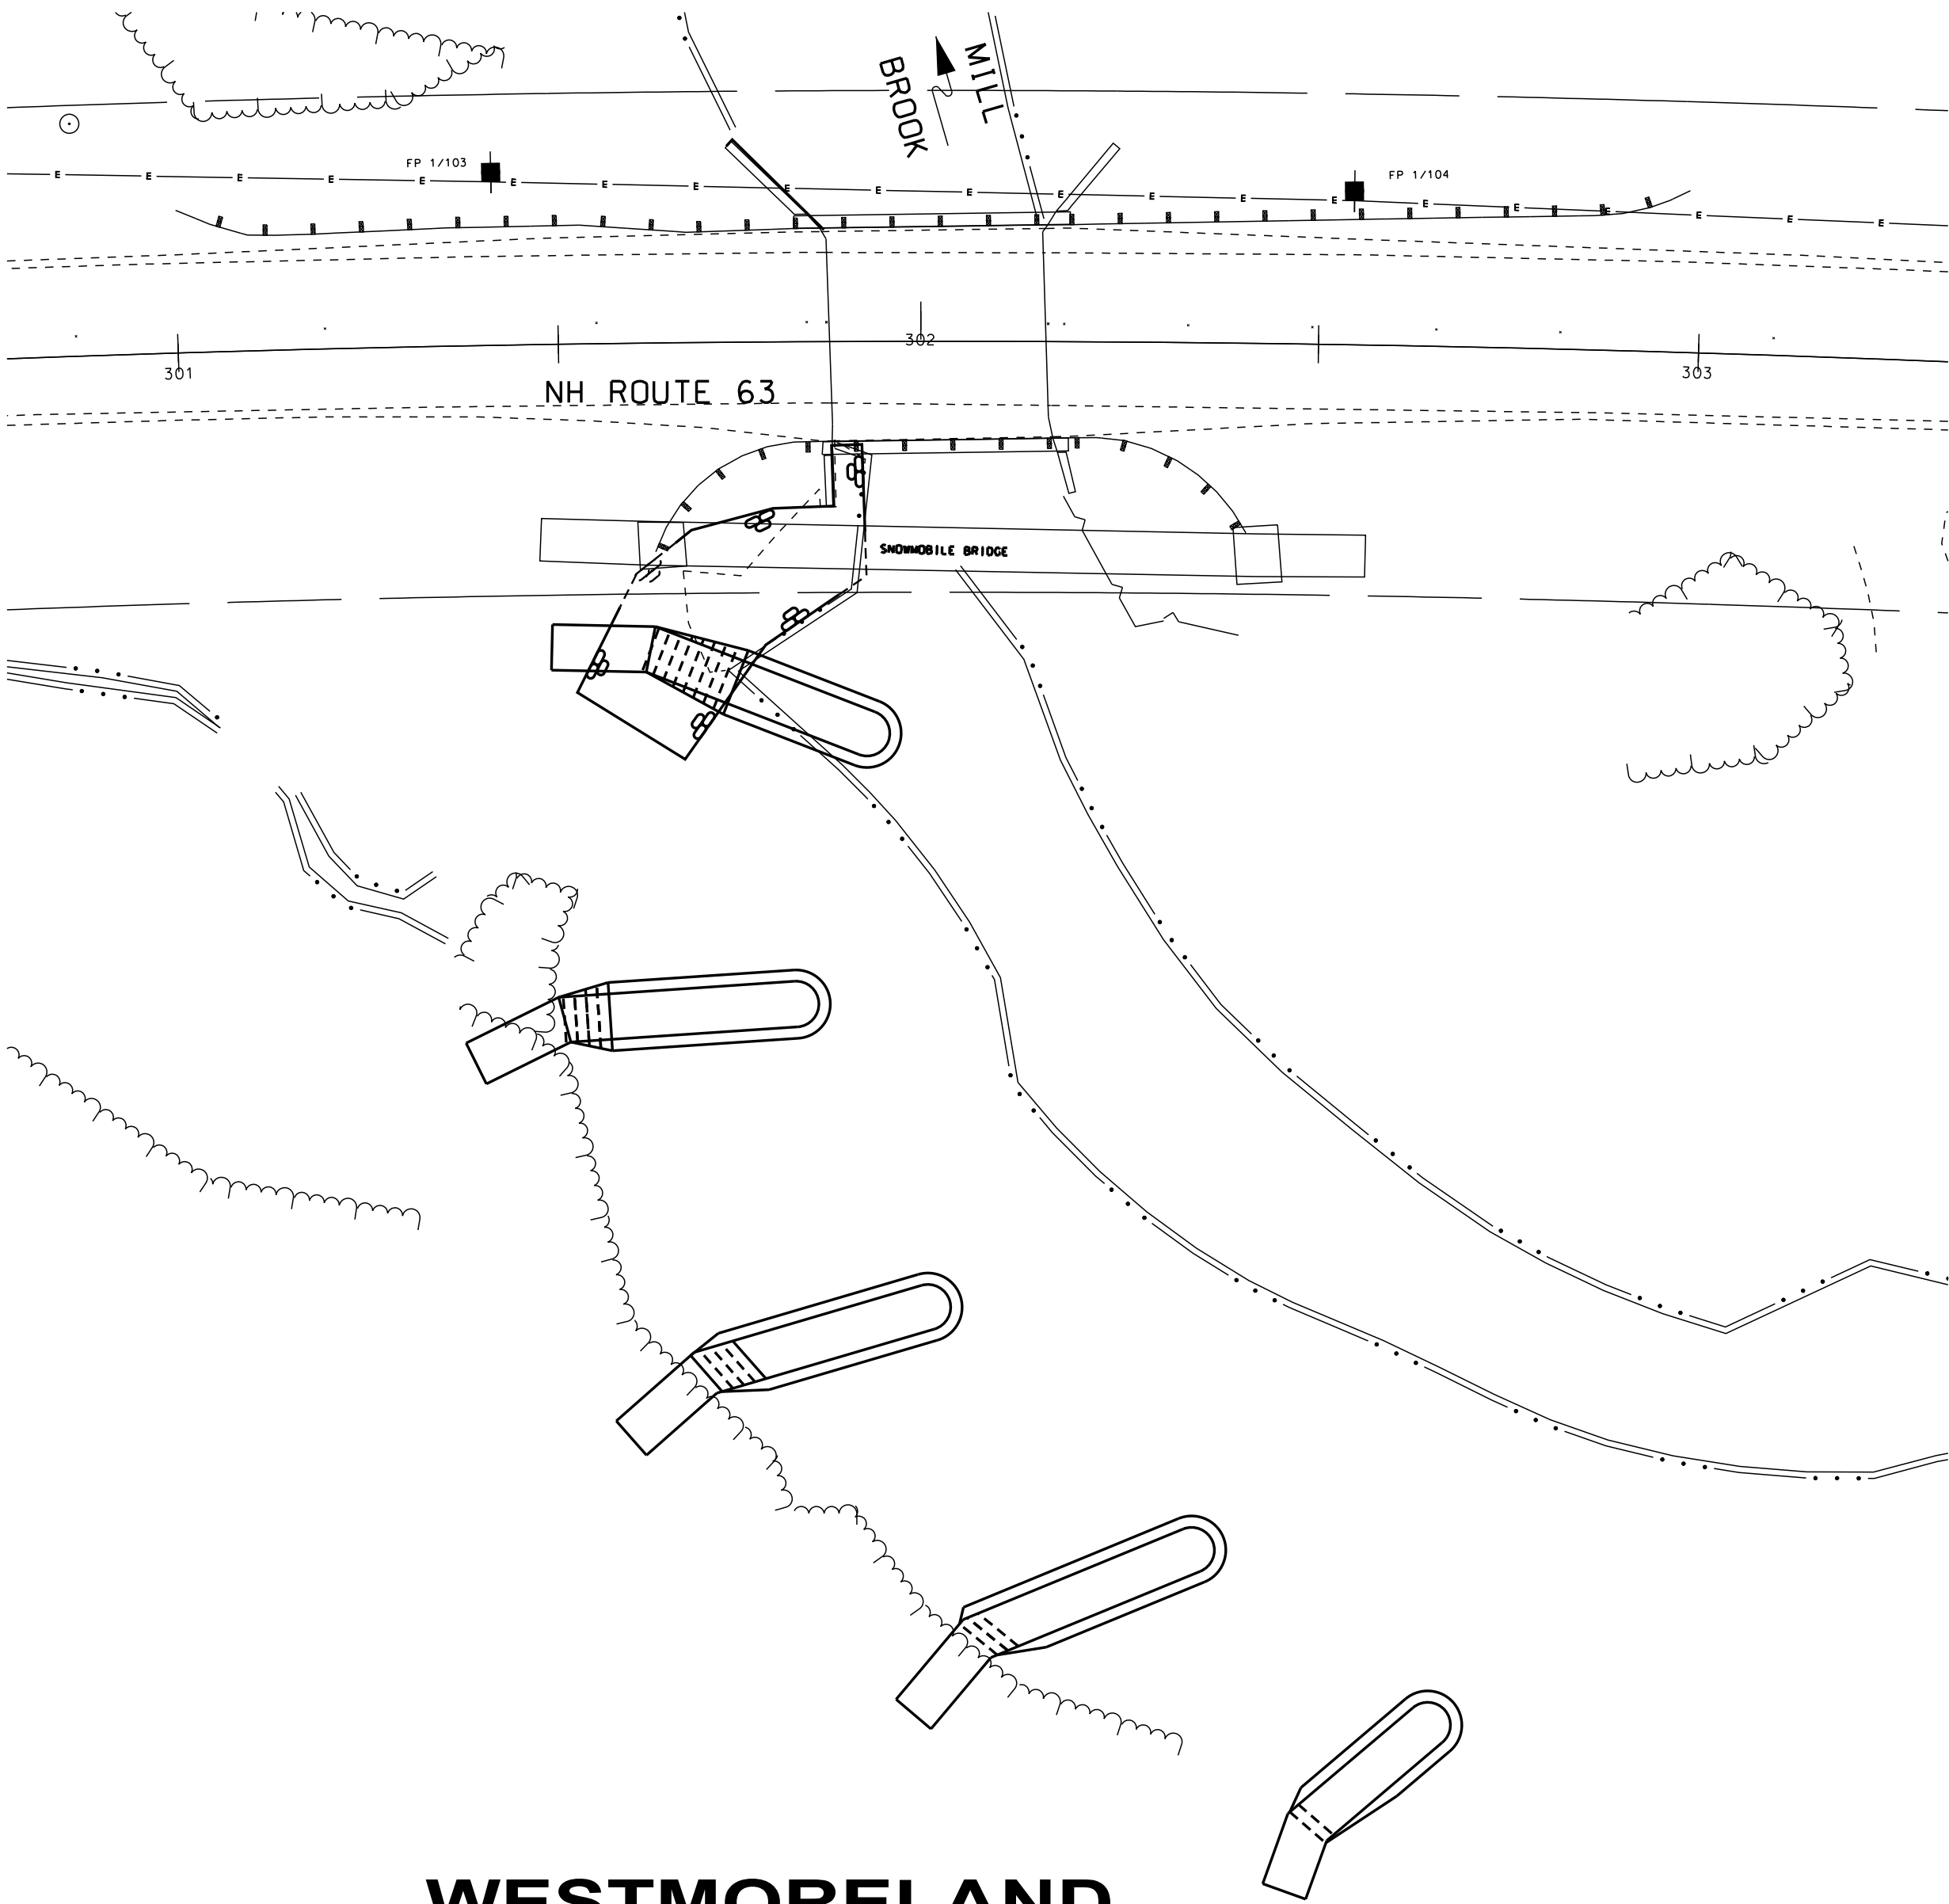 MILL
BROOK
FP 1/103
FP 1/104
E E E E E E E E E E E E E E E E E E E E E
302
301
303
NH ROUTE 63
SNOWMOBILE BRIDGE
WESTMORELAND